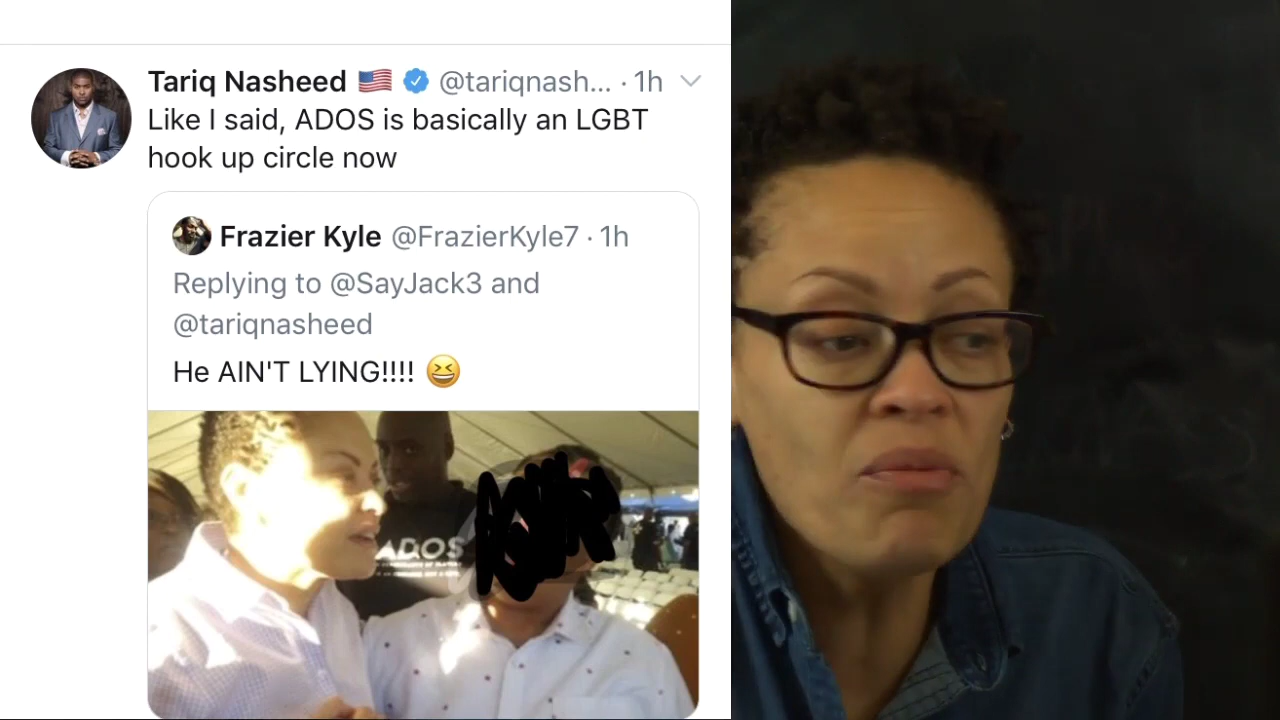 Tariq Nasheed 🇺🇸 @tariqnash... · 1h
Like I said, ADOS is basically an LGBT
hook up circle now
Frazier Kyle @FrazierKyle7 · 1h
Replying to @SayJack3 and
@tariqnasheed
He AIN'T LYING!!!! 😆
ADOS